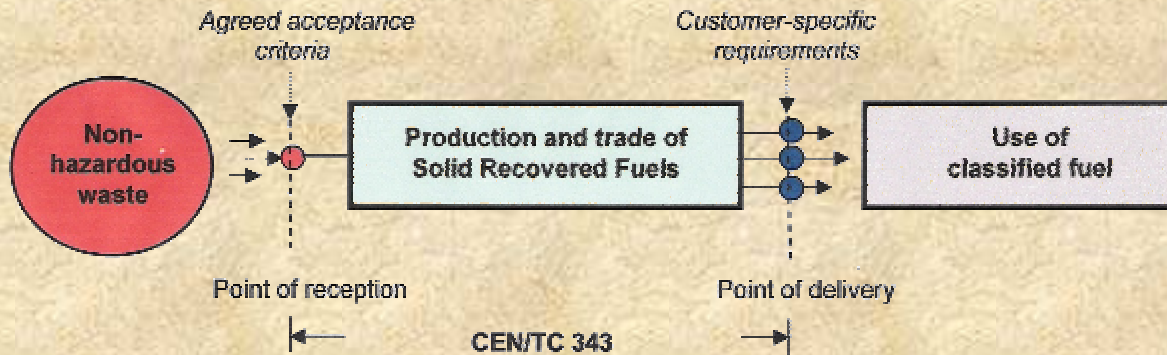 Agreed acceptance
criteria
Customer-specific
requirements
Non-
hazardous
waste
Production and trade of
Solid Recovered Fuels
Use of
classified fuel
Point of reception
Point of delivery
CEN/TC 343